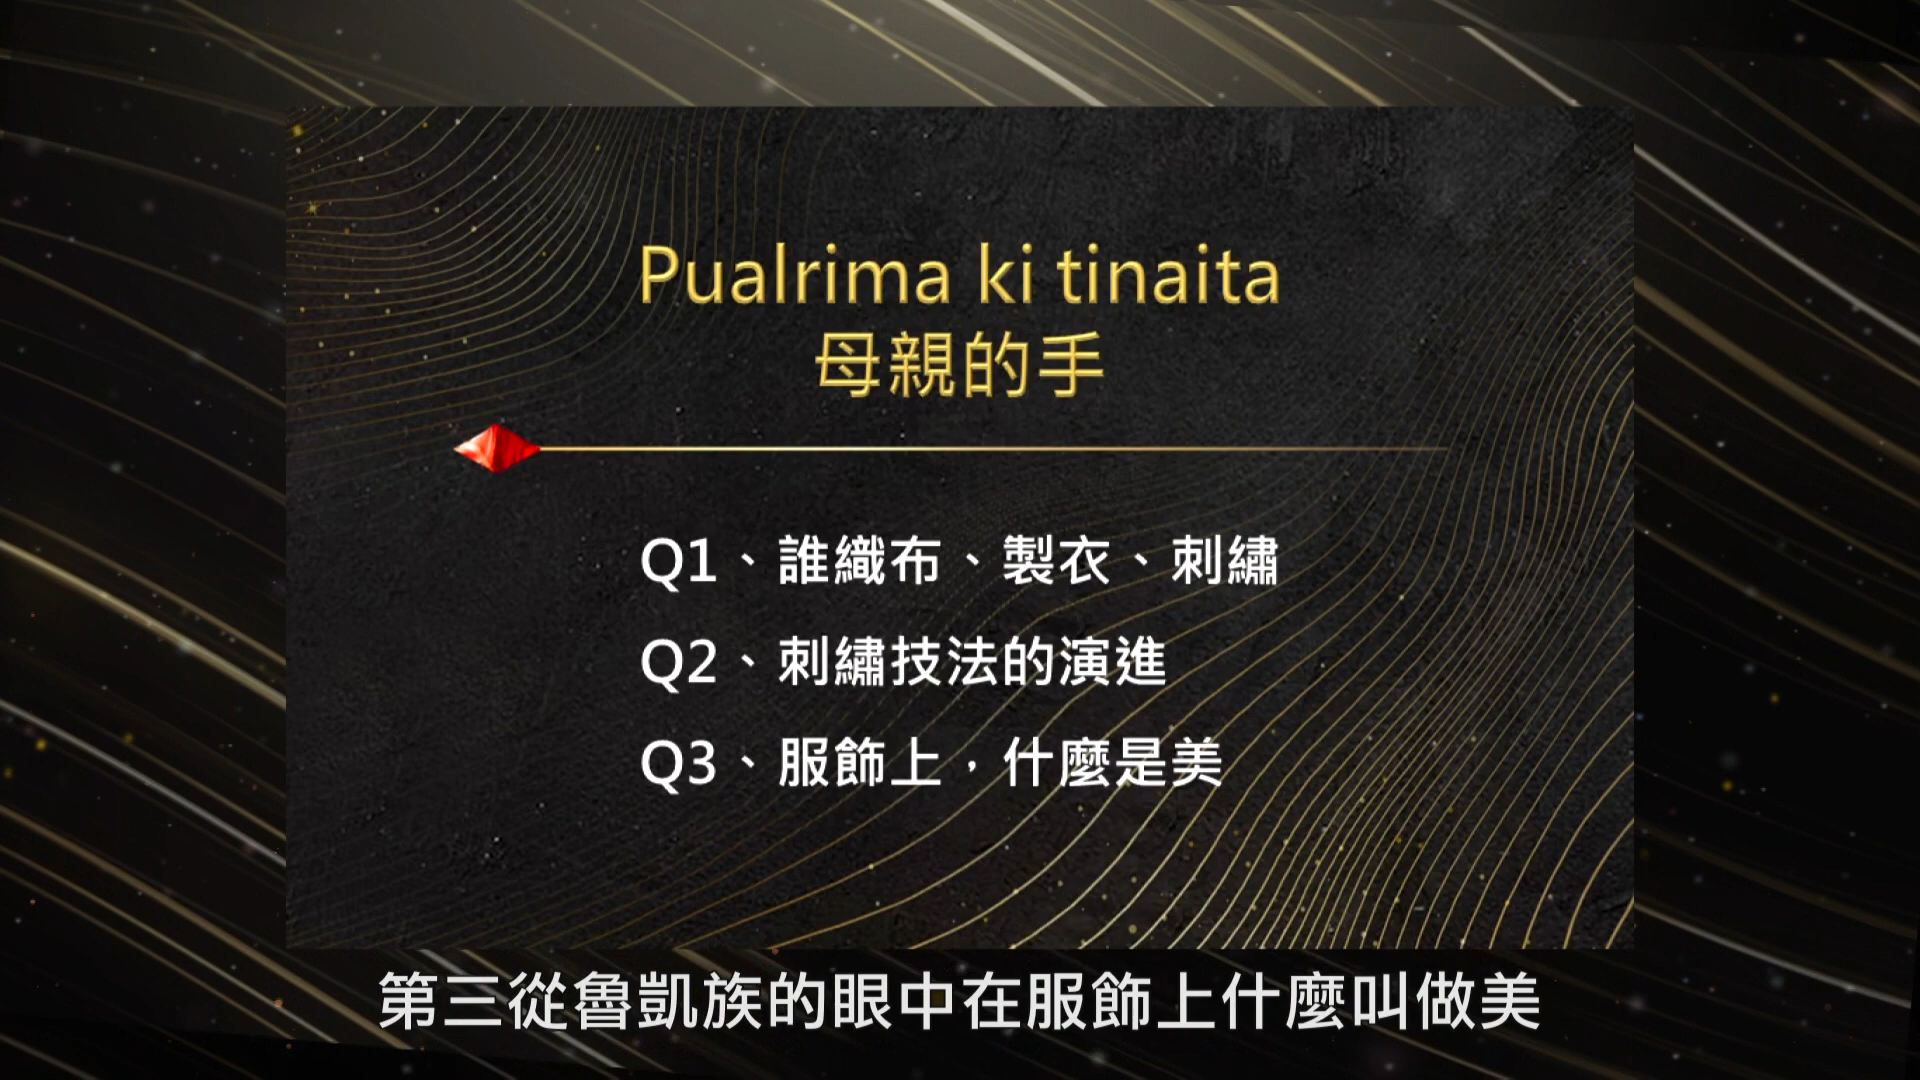 Pualrima ki tinaita
母親的手
Q1、誰織布、製衣、刺繡
Q2、刺繡技法的演進
Q3、服飾上，什麼是美
第三從魯凱族的眼中在服飾上什麼叫做美